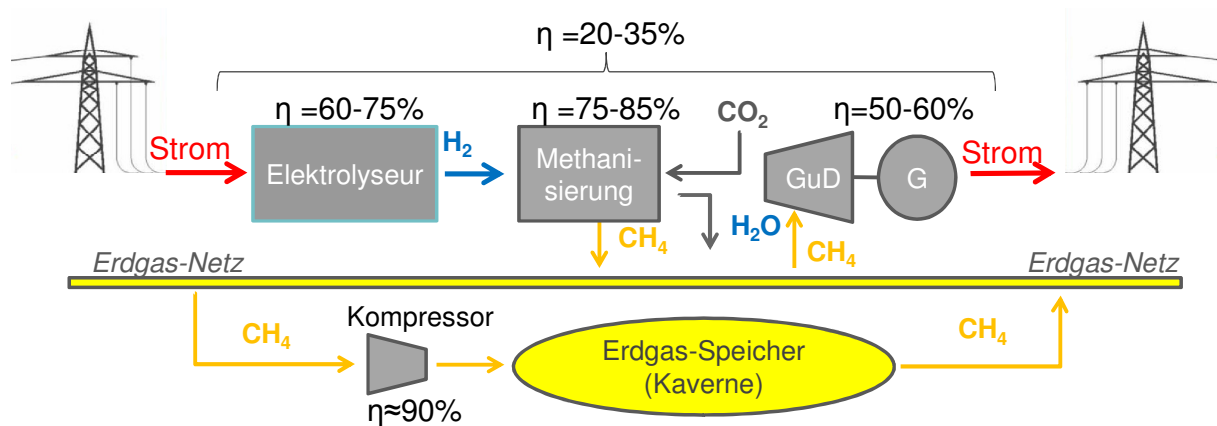 η =20-35%
η =60-75%
η =75-85%
CO₂
η=50-60%
Strom
Elektrolyseur
H₂
Methani-
sierung
GuD
G
Strom
CH₄
H₂O
CH₄
Erdgas-Netz
Erdgas-Netz
CH₄
Kompressor
η≈90%
Erdgas-Speicher
(Kaverne)
CH₄